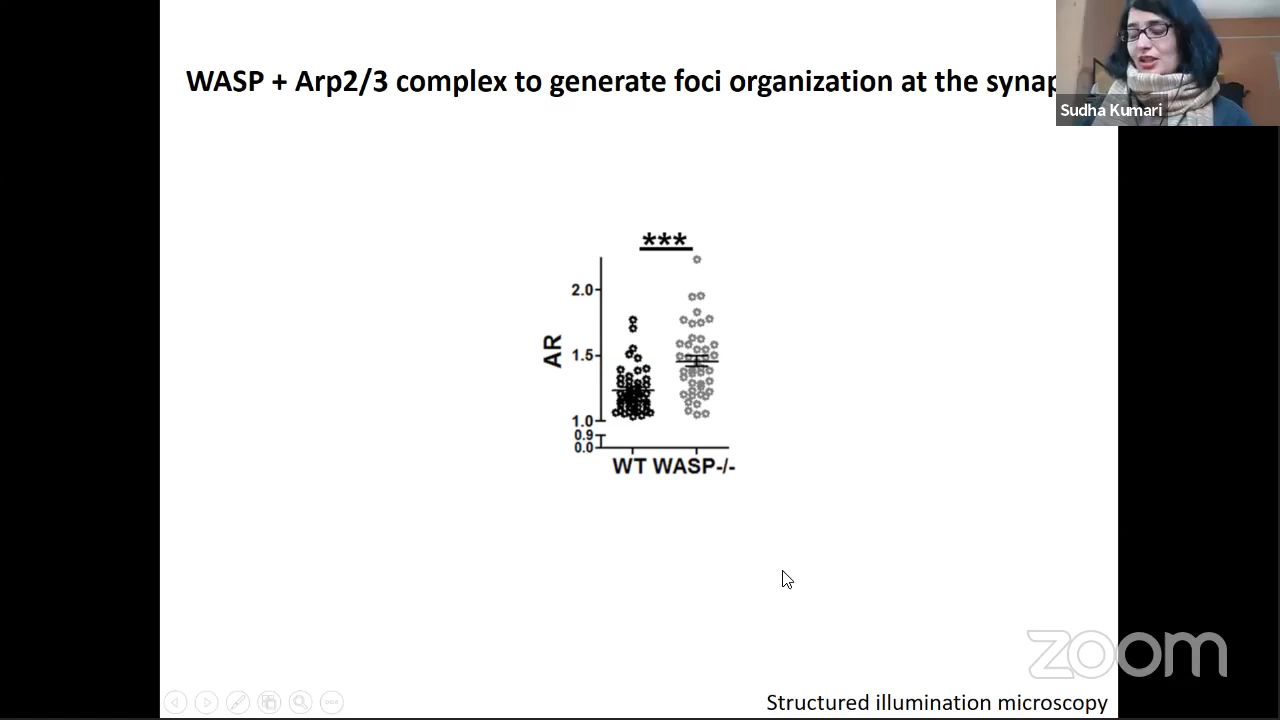 WASP + Arp2/3 complex to generate foci organization at the synap
Sudha Kumari
***
2.0
AR
1.5
1.0
0.9
0.0
WT WASP-/-
zoom
Structured illumination microscopy